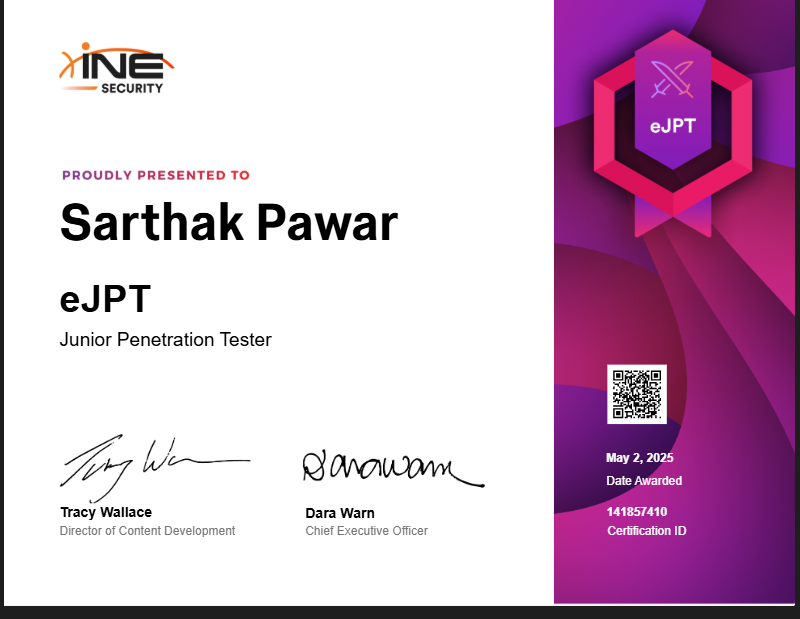 INE
SECURITY
PROUDLY PRESENTED TO
Sarthak Pawar
eJPT
Junior Penetration Tester
Tracy Wallace
Director of Content Development
Dara Warn
Chief Executive Officer
eJPT
May 2, 2025
Date Awarded
141857410
Certification ID